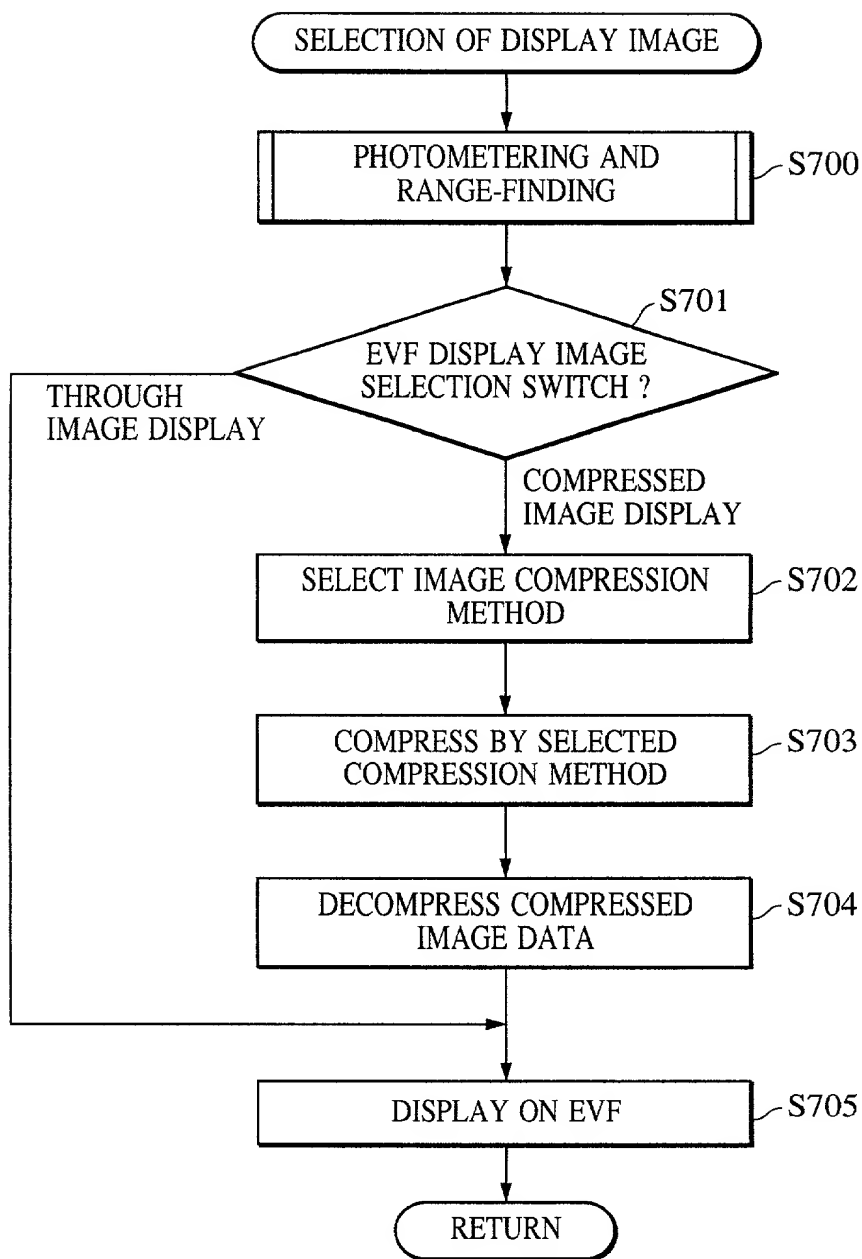 SELECTION OF DISPLAY IMAGE
PHOTOMETERING AND
RANGE-FINDING
S700
S701
EVF DISPLAY IMAGE
SELECTION SWITCH ?
THROUGH
IMAGE DISPLAY
COMPRESSED
IMAGE DISPLAY
SELECT IMAGE COMPRESSION
METHOD
S702
COMPRESS BY SELECTED
COMPRESSION METHOD
S703
DECOMPRESS COMPRESSED
IMAGE DATA
S704
DISPLAY ON EVF
S705
RETURN